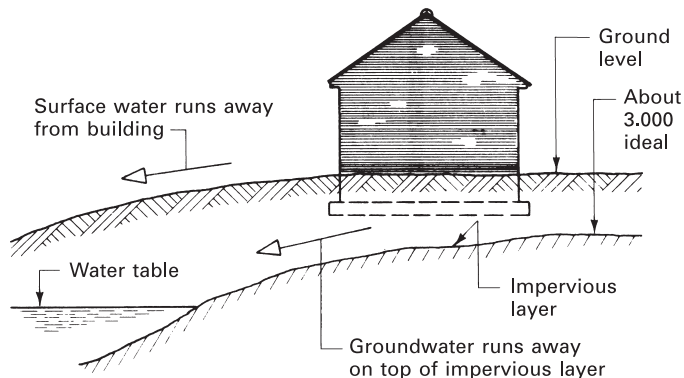 Ground
level
Surface water runs away
from building
About
3.000
ideal
Water table
Impervious
layer
Groundwater runs away
on top of impervious layer